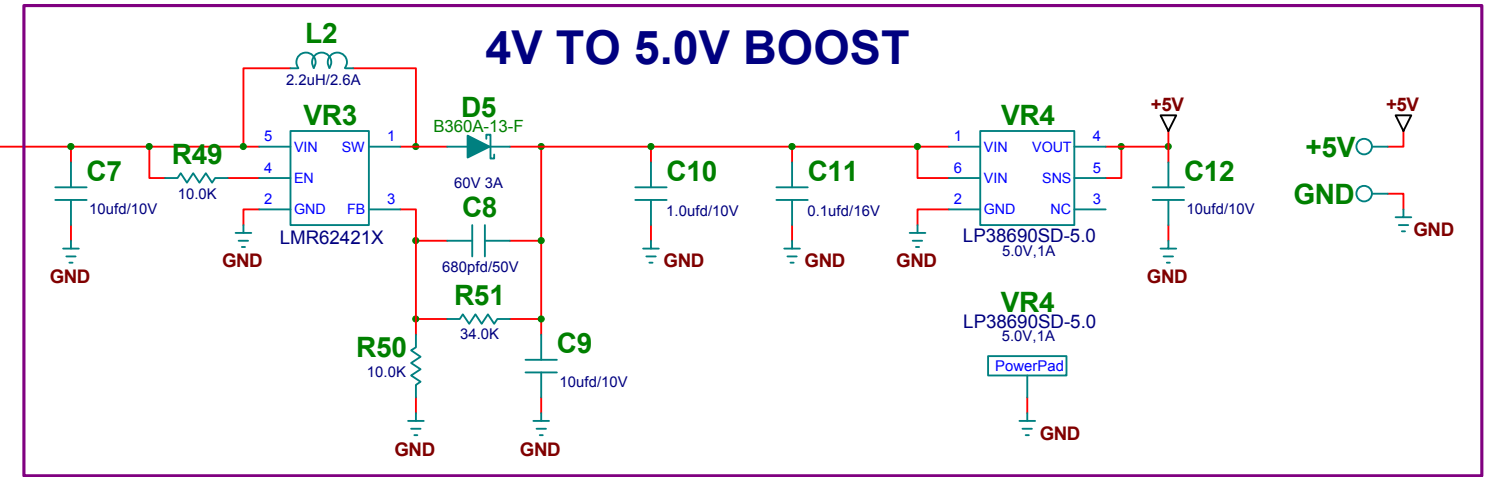 4V TO 5.0V BOOST
L2
2.2uH/2.6A
VR3
5 VIN SW 1
4 EN
2 GND FB 3
LMR62421X
D5
B360A-13-F
60V 3A
C7
10ufd/10V
GND
R49
10.0K
GND
C8
680pfd/50V
R51
34.0K
R50
10.0K
GND
C9
10ufd/10V
GND
C10
1.0ufd/10V
GND
C11
0.1ufd/16V
GND
VR4
1 VIN VOUT 4
6 VIN SNS 5
2 GND NC 3
LP38690SD-5.0
5.0V,1A
GND
+5V
C12
10ufd/10V
GND
VR4
LP38690SD-5.0
5.0V,1A
PowerPad
GND
+5V
+5V
GND
GND